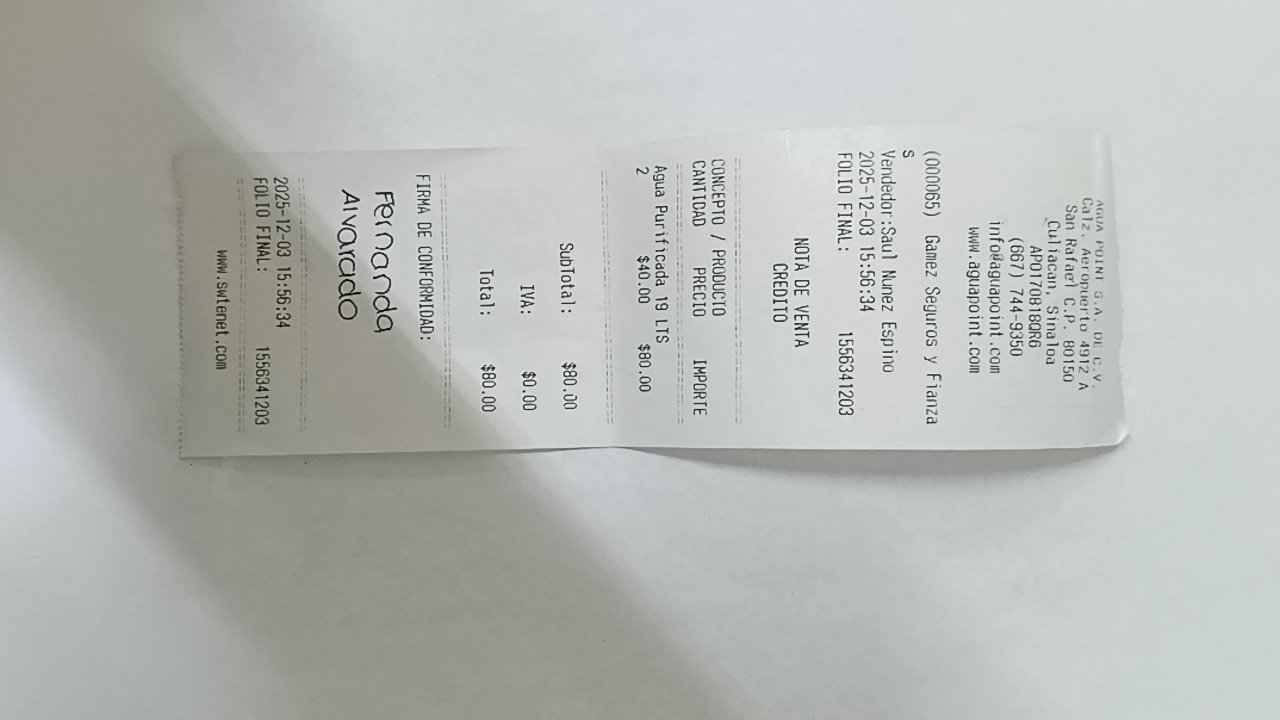 AGUA POINT S.A. DE C.V.
Calz. Aeropuerto 4912 A
San Rafael C.P. 80150
Culiacan, Sinaloa
APO170818QR6
(667) 744-9350
info@aguapoint.com
www.aguapoint.com
(000065) Gamez Seguros y Fianza
s
Vendedor:Saul Nunez Espino
2025-12-03 15:56:34
FOLIO FINAL: 1556341203
NOTA DE VENTA
CREDITO
CONCEPTO / PRODUCTO
CANTIDAD PRECIO IMPORTE
Agua Purificada 19 LTS
2 $40.00 $80.00
SubTotal: $80.00
IVA: $0.00
Total: $80.00
FIRMA DE CONFORMIDAD:
Fernanda
Alvarado
2025-12-03 15:56:34
FOLIO FINAL: 1556341203
www.swtenet.com